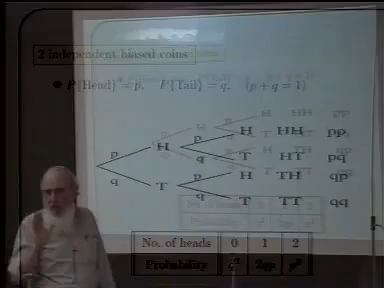 2 independent biased coins
P{Head} = p, P{Tail} = q, (p + q = 1)
p H p H HH pp
q T HT pq
q T p H TH qp
q T TT qq
No. of heads 0 1 2
Probability q² 2qp p²